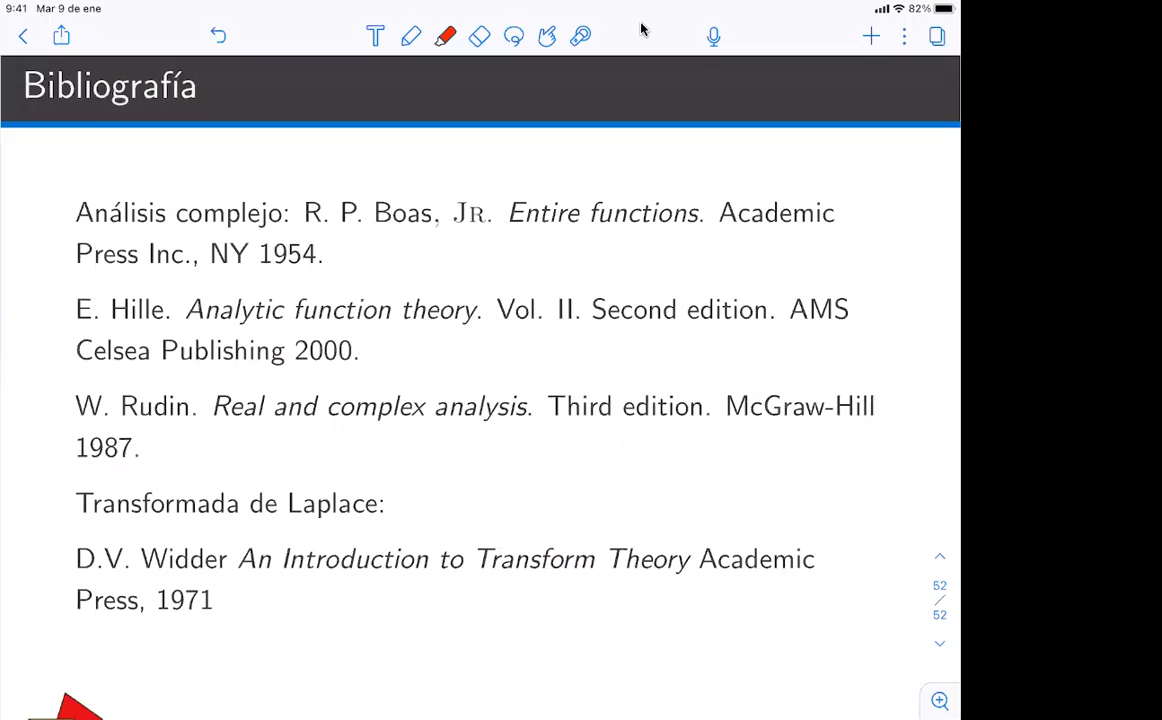 9:41 Mar 9 de ene 82%
Bibliografía
Análisis complejo: R. P. Boas, Jr. Entire functions. Academic
Press Inc., NY 1954.
E. Hille. Analytic function theory. Vol. II. Second edition. AMS
Celsea Publishing 2000.
W. Rudin. Real and complex analysis. Third edition. McGraw-Hill
1987.
Transformada de Laplace:
D.V. Widder An Introduction to Transform Theory Academic
Press, 1971
52
/
52